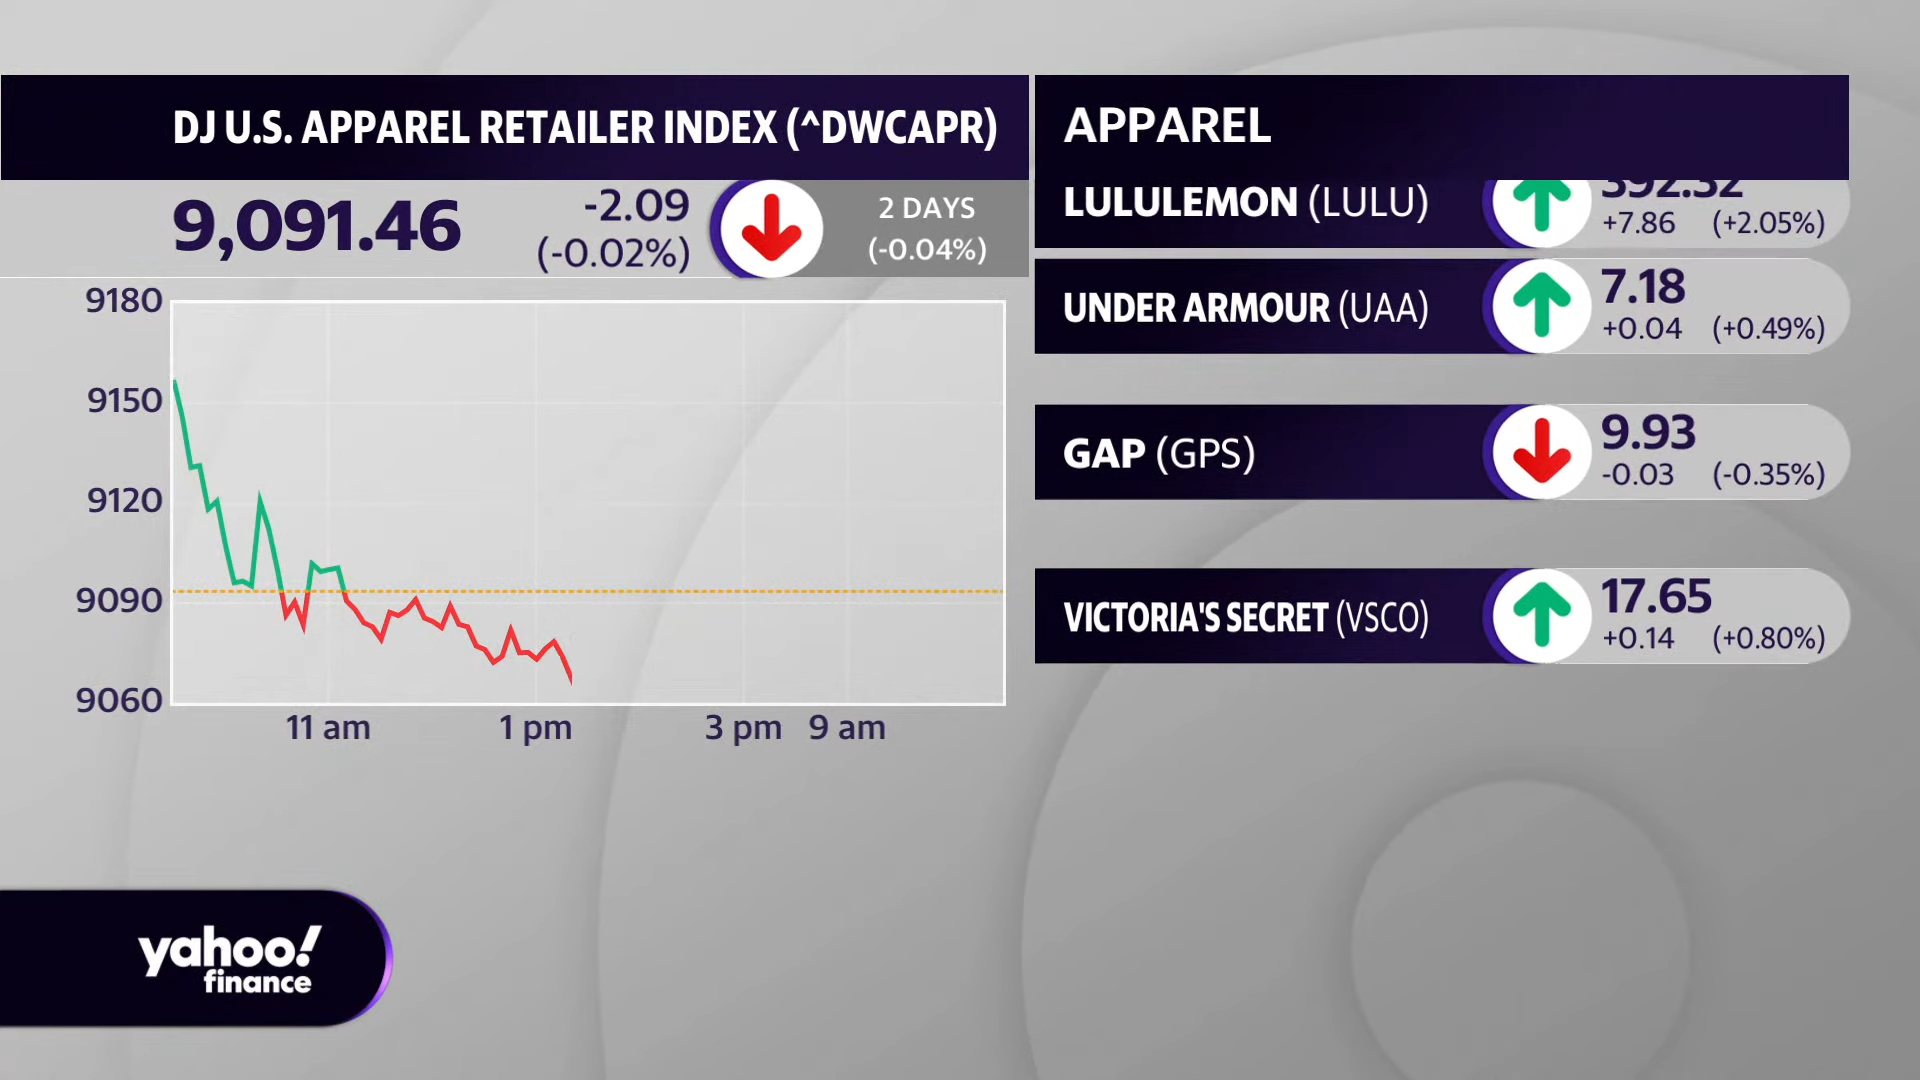 DJ U.S. APPAREL RETAILER INDEX (^DWCAPR)
9,091.46
-2.09
(-0.02%)
2 DAYS
(-0.04%)
9180
9150
9120
9090
9060
11 am
1 pm
3 pm
9 am
APPAREL
LULULEMON (LULU)
392.32
+7.86 (+2.05%)
UNDER ARMOUR (UAA)
7.18
+0.04 (+0.49%)
GAP (GPS)
9.93
-0.03 (-0.35%)
VICTORIA'S SECRET (VSCO)
17.65
+0.14 (+0.80%)
yahoo!
finance